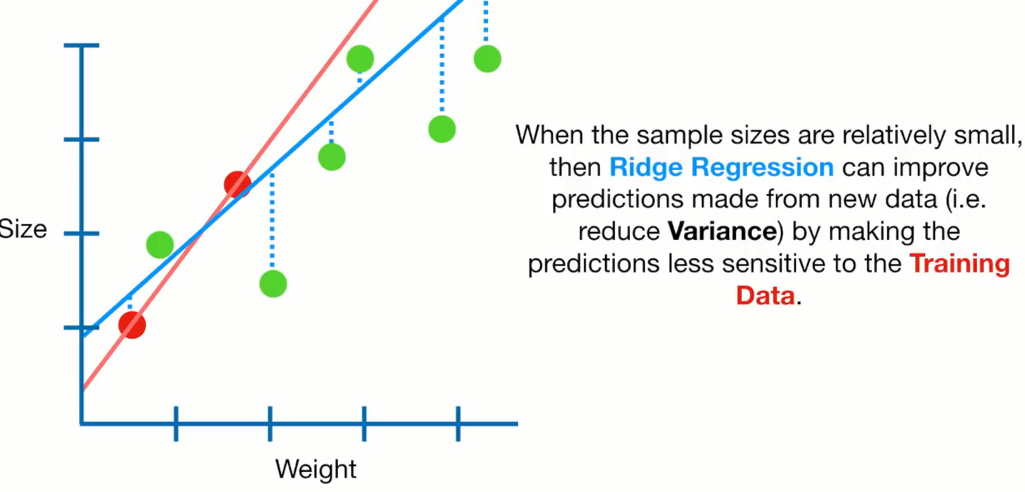 When the sample sizes are relatively small,
then Ridge Regression can improve
predictions made from new data (i.e.
reduce Variance) by making the
predictions less sensitive to the Training
Data.
Size
Weight